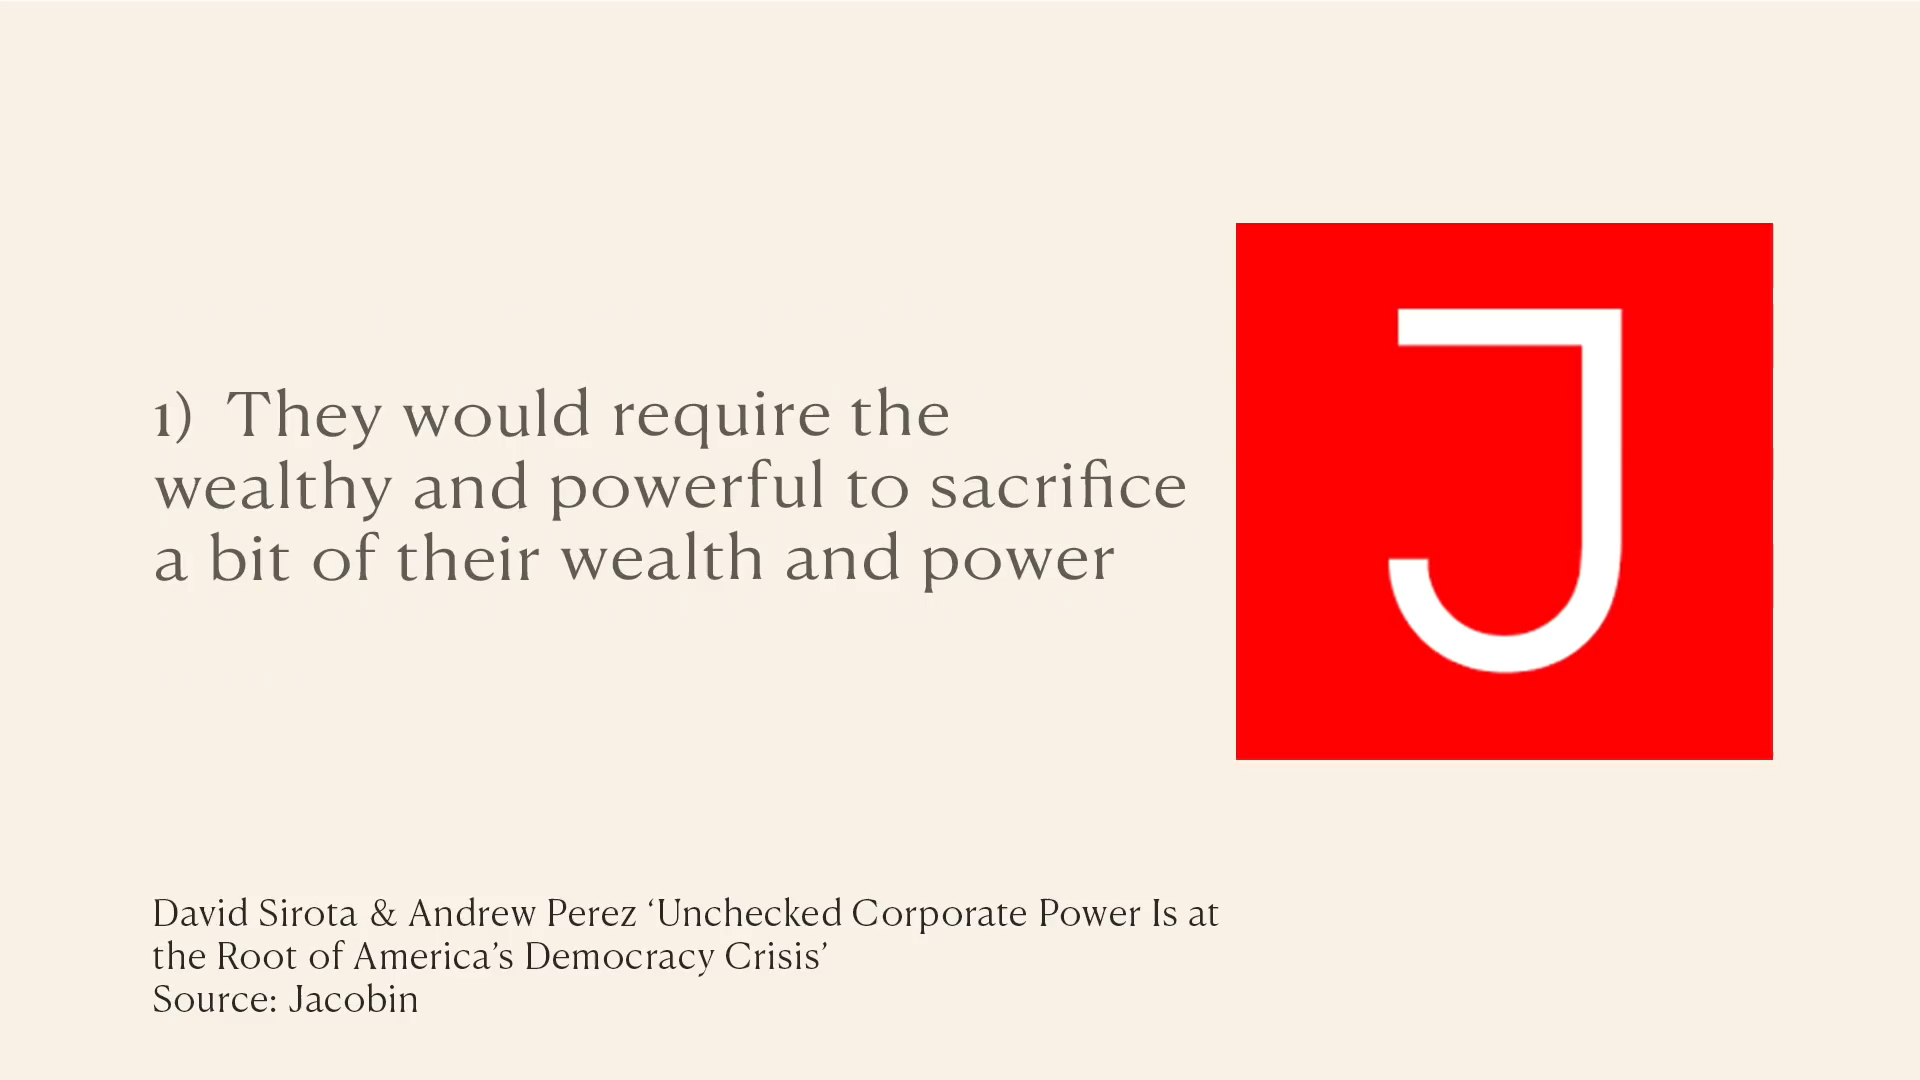 1) They would require the
wealthy and powerful to sacrifice
a bit of their wealth and power
J
David Sirota & Andrew Perez ‘Unchecked Corporate Power Is at
the Root of America’s Democracy Crisis’
Source: Jacobin